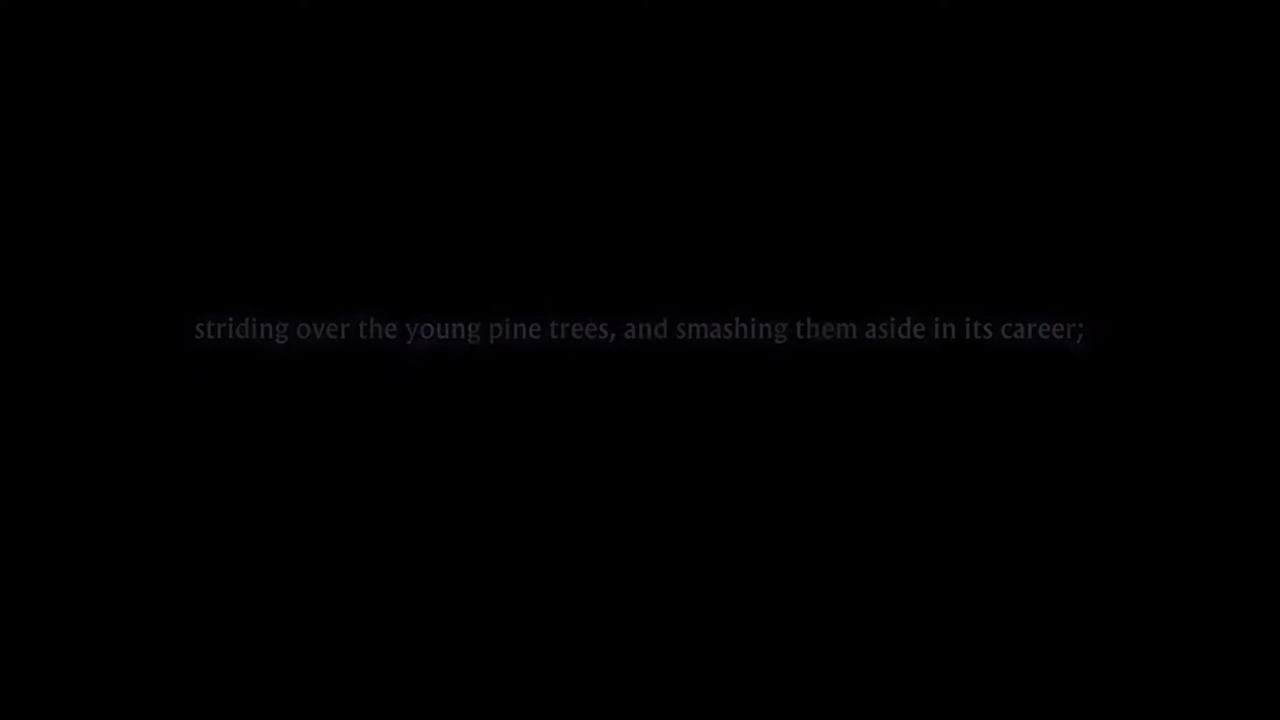 striding over the young pine trees, and smashing them aside in its career;